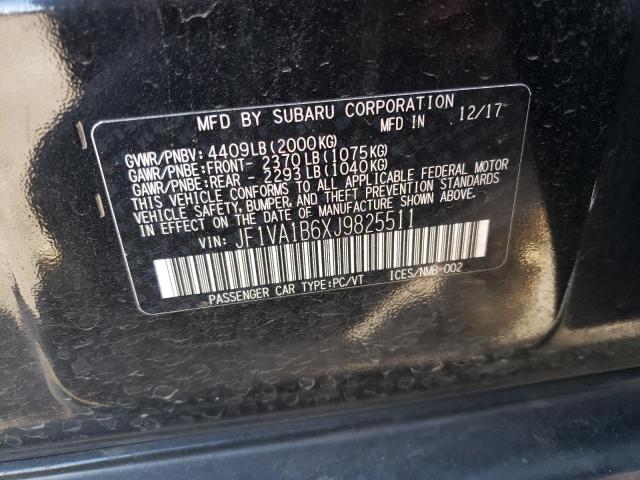 MFD BY SUBARU CORPORATION
MFD IN 12/17
GVWR/PNBV: 4409LB(2000KG)
GAWR/PNBE:FRONT- 2370LB(1075KG)
GAWR/PNBE:REAR - 2293LB(1040KG)
THIS VEHICLE CONFORMS TO ALL APPLICABLE FEDERAL MOTOR
VEHICLE SAFETY, BUMPER, AND THEFT PREVENTION STANDARDS
IN EFFECT ON THE DATE OF MANUFACTURE SHOWN ABOVE.
VIN: JF1VA1B6XJ9825511
PASSENGER CAR TYPE:PC/VT ICES/NMB-002